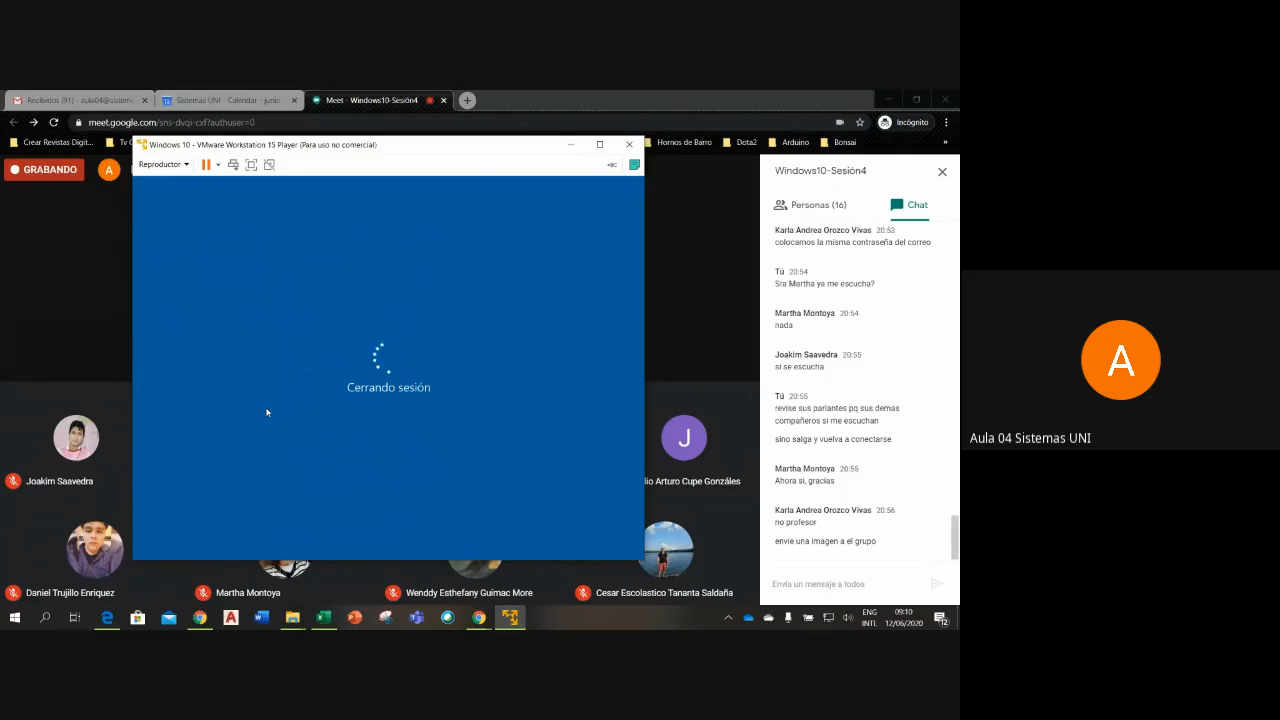 Recibidos (91) - aula04@sistema
Sistemas UNI - Calendar - junio
Meet - Windows10-Sesión4
meet.google.com/sns-dvqi-cxf?authuser=0
Incógnito
Crear Revistas Digit...
Tv C
Hornos de Barro
Dota2
Arduino
Bonsai
»
Windows 10 - VMware Workstation 15 Player (Para uso no comercial)
Reproductor
GRABANDO
A
Cerrando sesión
Windows10-Sesión4
Personas (16)
Chat
Karla Andrea Orozco Vivas 20:53
colocamos la misma contraseña del correo
Tú 20:54
Sra Martha ya me escucha?
Martha Montoya 20:54
nada
Joakim Saavedra 20:55
si se escucha
Tú 20:55
revise sus parlantes pq sus demas
compañeros si me escuchan
sino salga y vuelva a conectarse
Martha Montoya 20:55
Ahora si, gracias
Karla Andrea Orozco Vivas 20:56
no profesor
envie una imagen a el grupo
Envía un mensaje a todos
J
Joakim Saavedra
lio Arturo Cupe Gonzáles
Daniel Trujillo Enriquez
Martha Montoya
Wenddy Esthefany Guimac More
Cesar Escolastico Tananta Saldaña
ENG
INTL
09:10
12/06/2020
12
A
Aula 04 Sistemas UNI